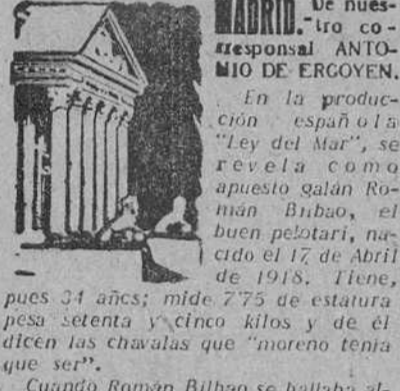 MADRID.- De nues-
tro co-
rresponsal ANTO-
NIO DE ERGOYEN.
En la produc-
ción española
"Ley del Mar", se
revela como
apuesto galán Ro-
mán Bilbao, el
buen pelotari, na-
cido el 17 de Abril
de 1918. Tiene,
pues 34 años; mide 7'75 de estatura
pesa setenta y cinco kilos y de él
dicen las chavalas que "moreno tenía
que ser".
Cuando Román Bilbao se hallaba al-